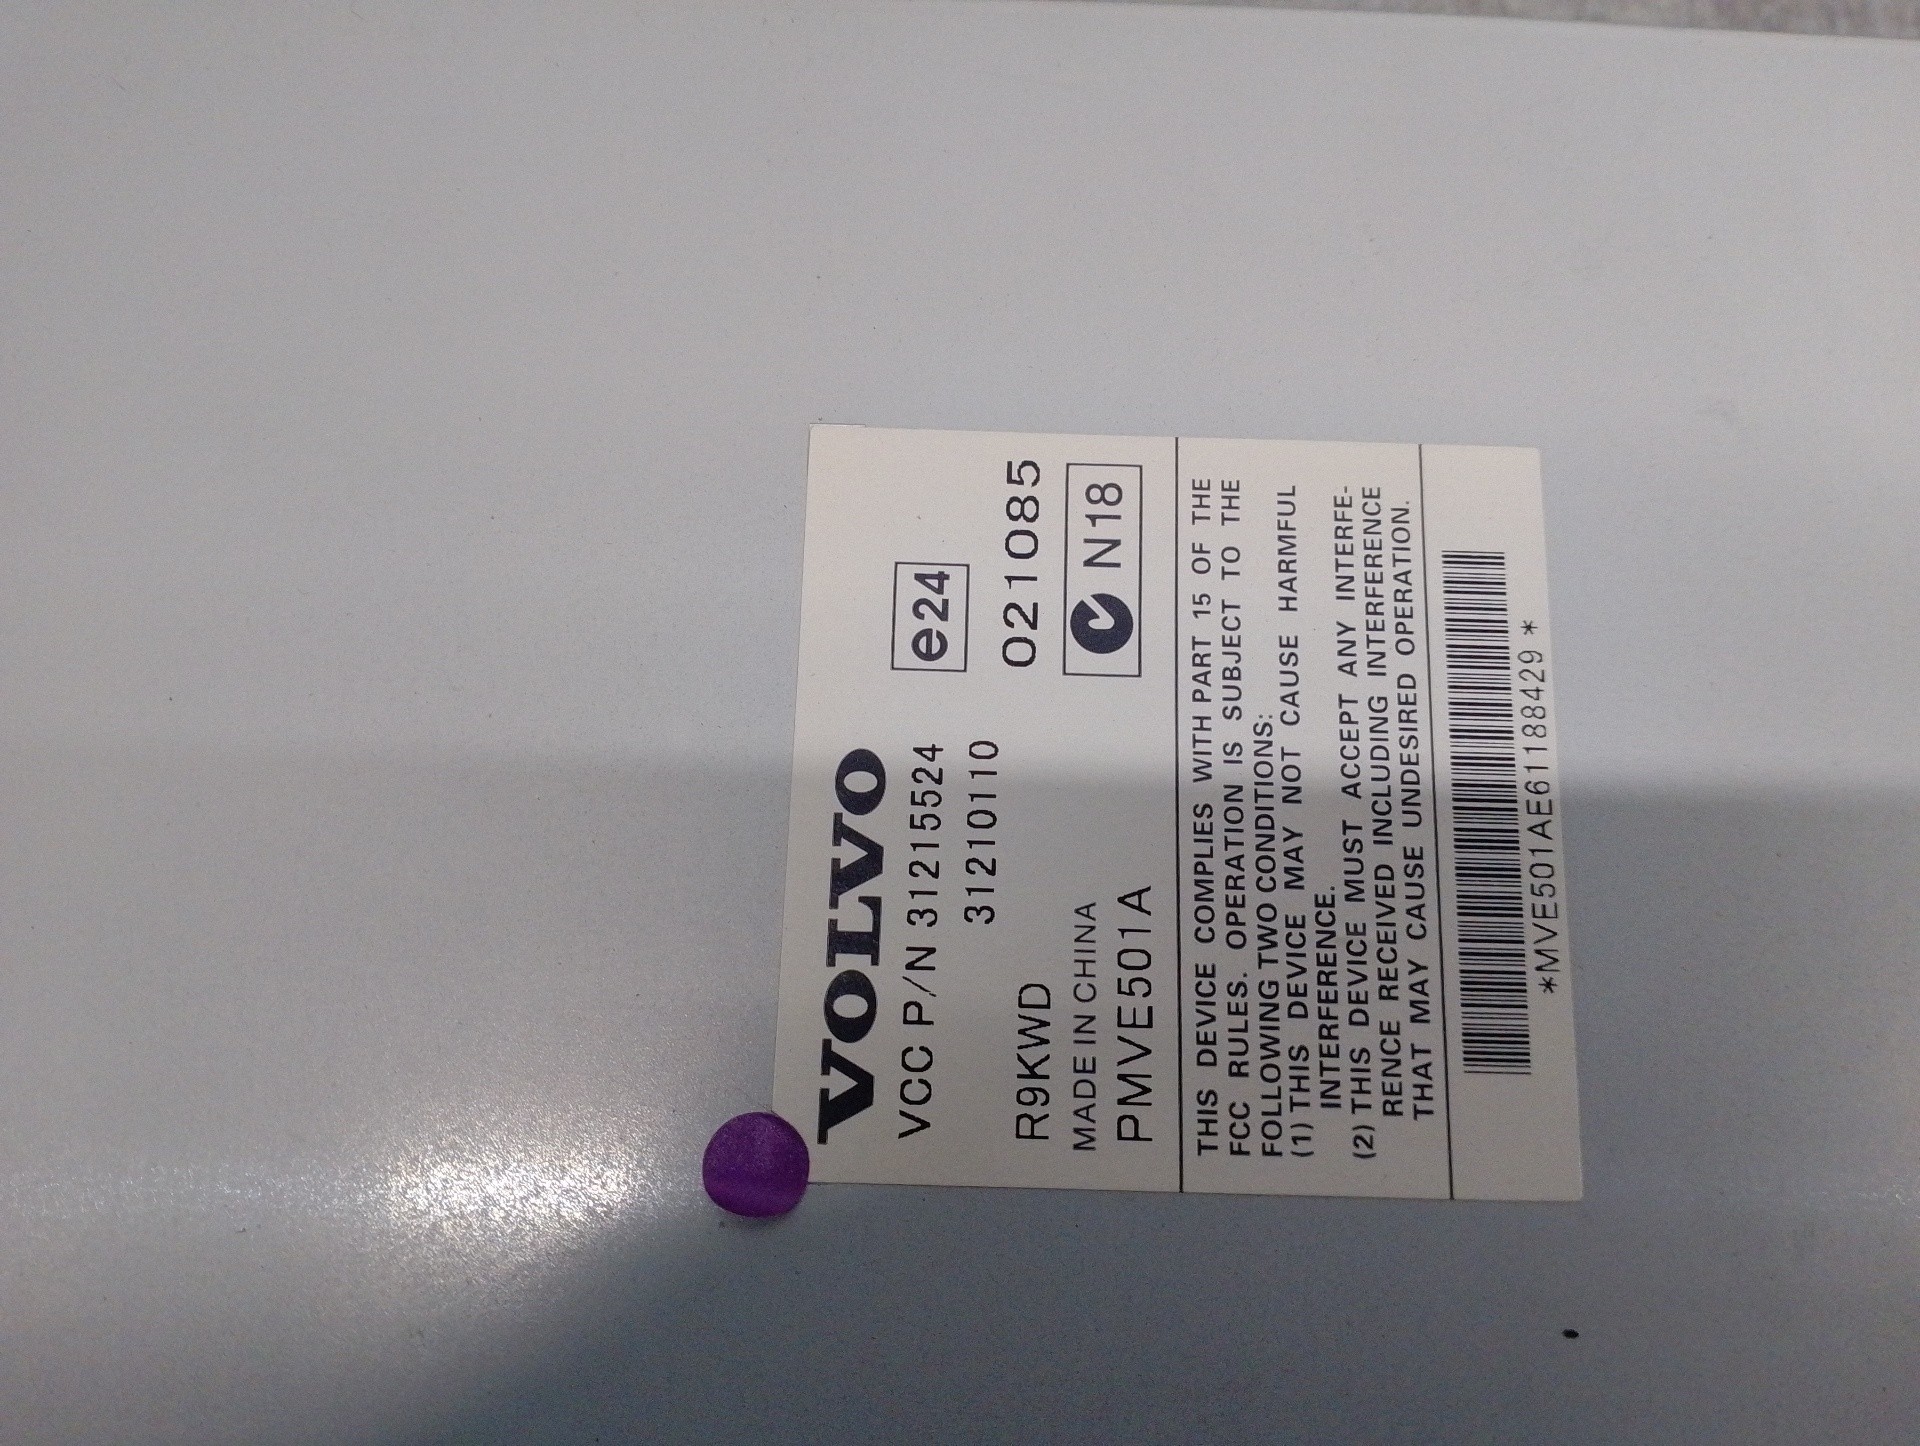 VOLVO
VCC P/N 31215524
e24
31210110
R9KWD
021085
MADE IN CHINA
N18
PMVE501A
THIS DEVICE COMPLIES WITH PART 15 OF THE
FCC RULES. OPERATION IS SUBJECT TO THE
FOLLOWING TWO CONDITIONS:
(1) THIS DEVICE MAY NOT CAUSE HARMFUL
INTERFERENCE.
(2) THIS DEVICE MUST ACCEPT ANY INTERFE-
RENCE RECEIVED INCLUDING INTERFERENCE
THAT MAY CAUSE UNDESIRED OPERATION.
*MVE501AE61188429*